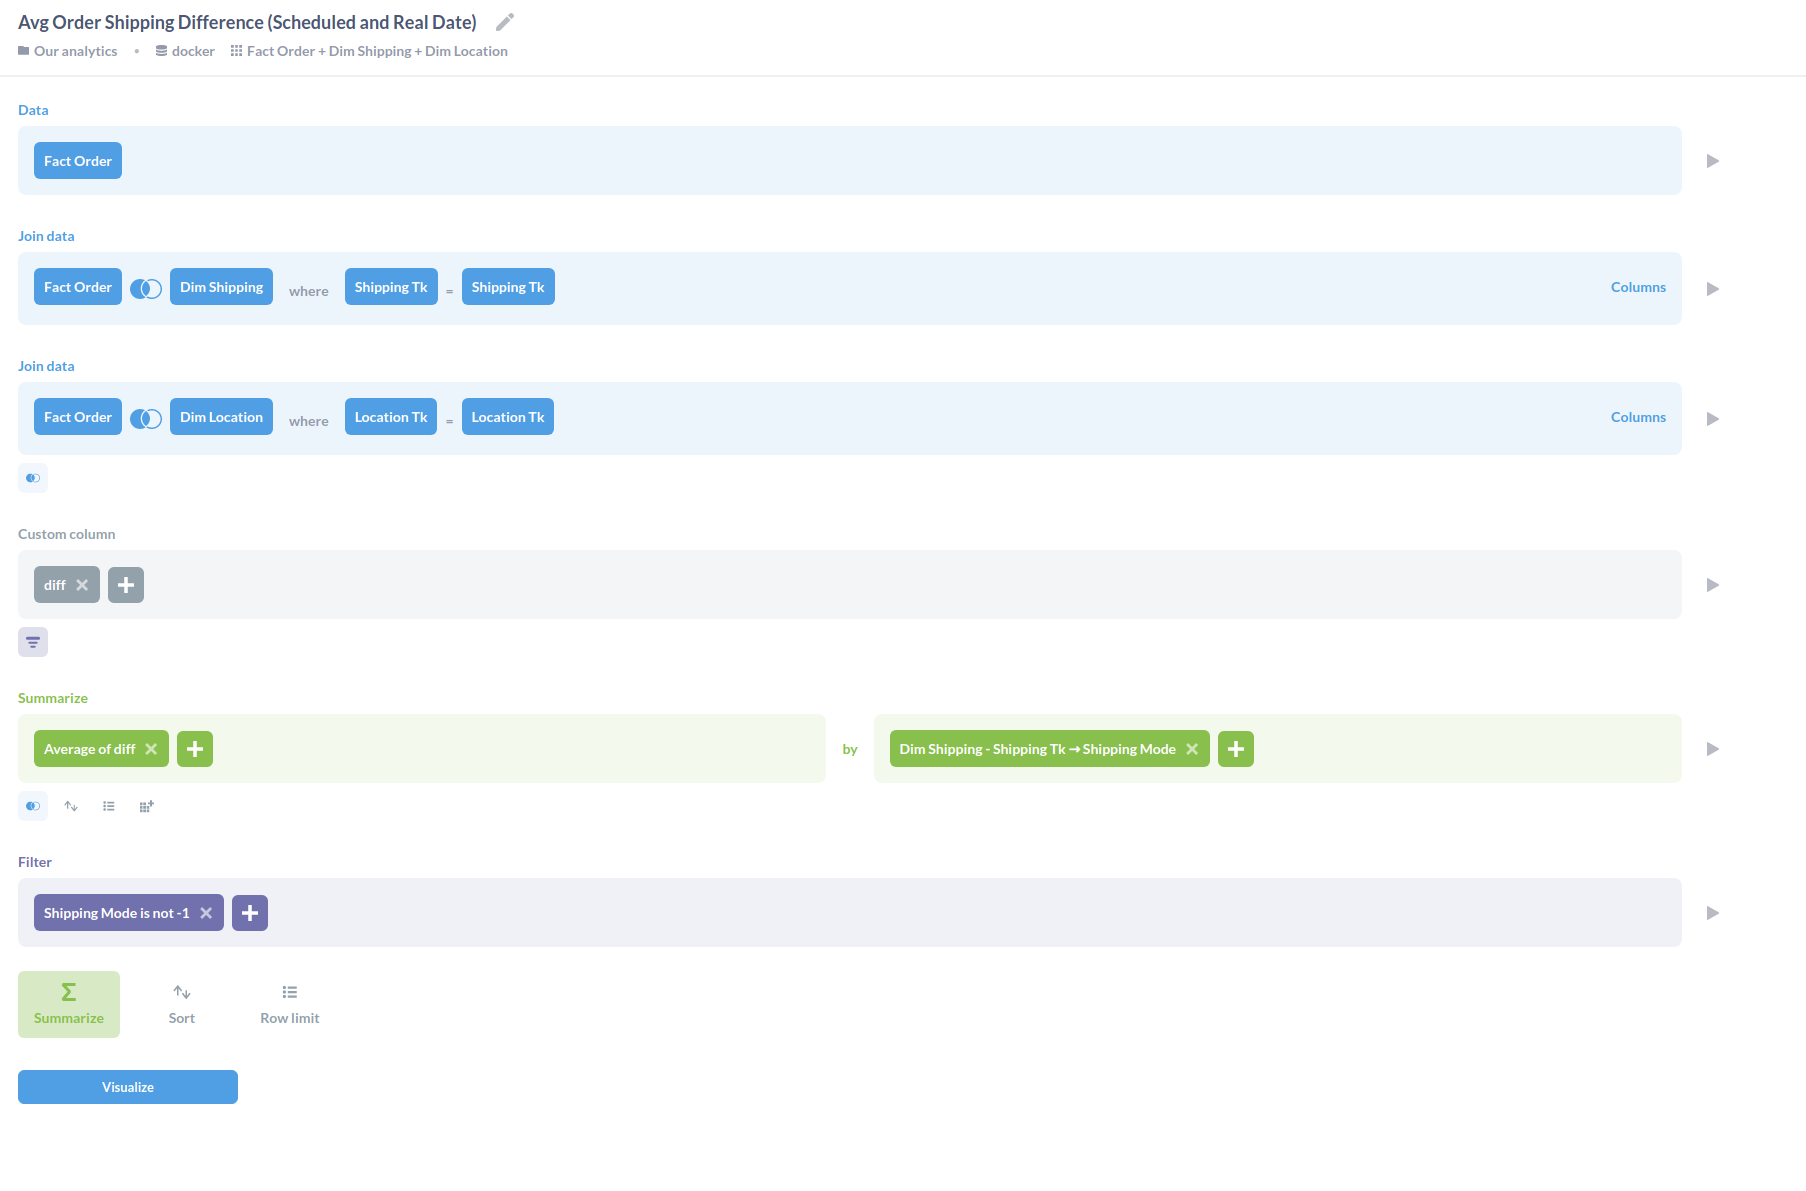 Avg Order Shipping Difference (Scheduled and Real Date)
Our analytics • docker Fact Order + Dim Shipping + Dim Location
Data
Fact Order
Join data
Fact Order Dim Shipping where Shipping Tk = Shipping Tk Columns
Join data
Fact Order Dim Location where Location Tk = Location Tk Columns
Custom column
diff
Summarize
Average of diff by Dim Shipping - Shipping Tk → Shipping Mode
Filter
Shipping Mode is not -1
Summarize Sort Row limit
Visualize